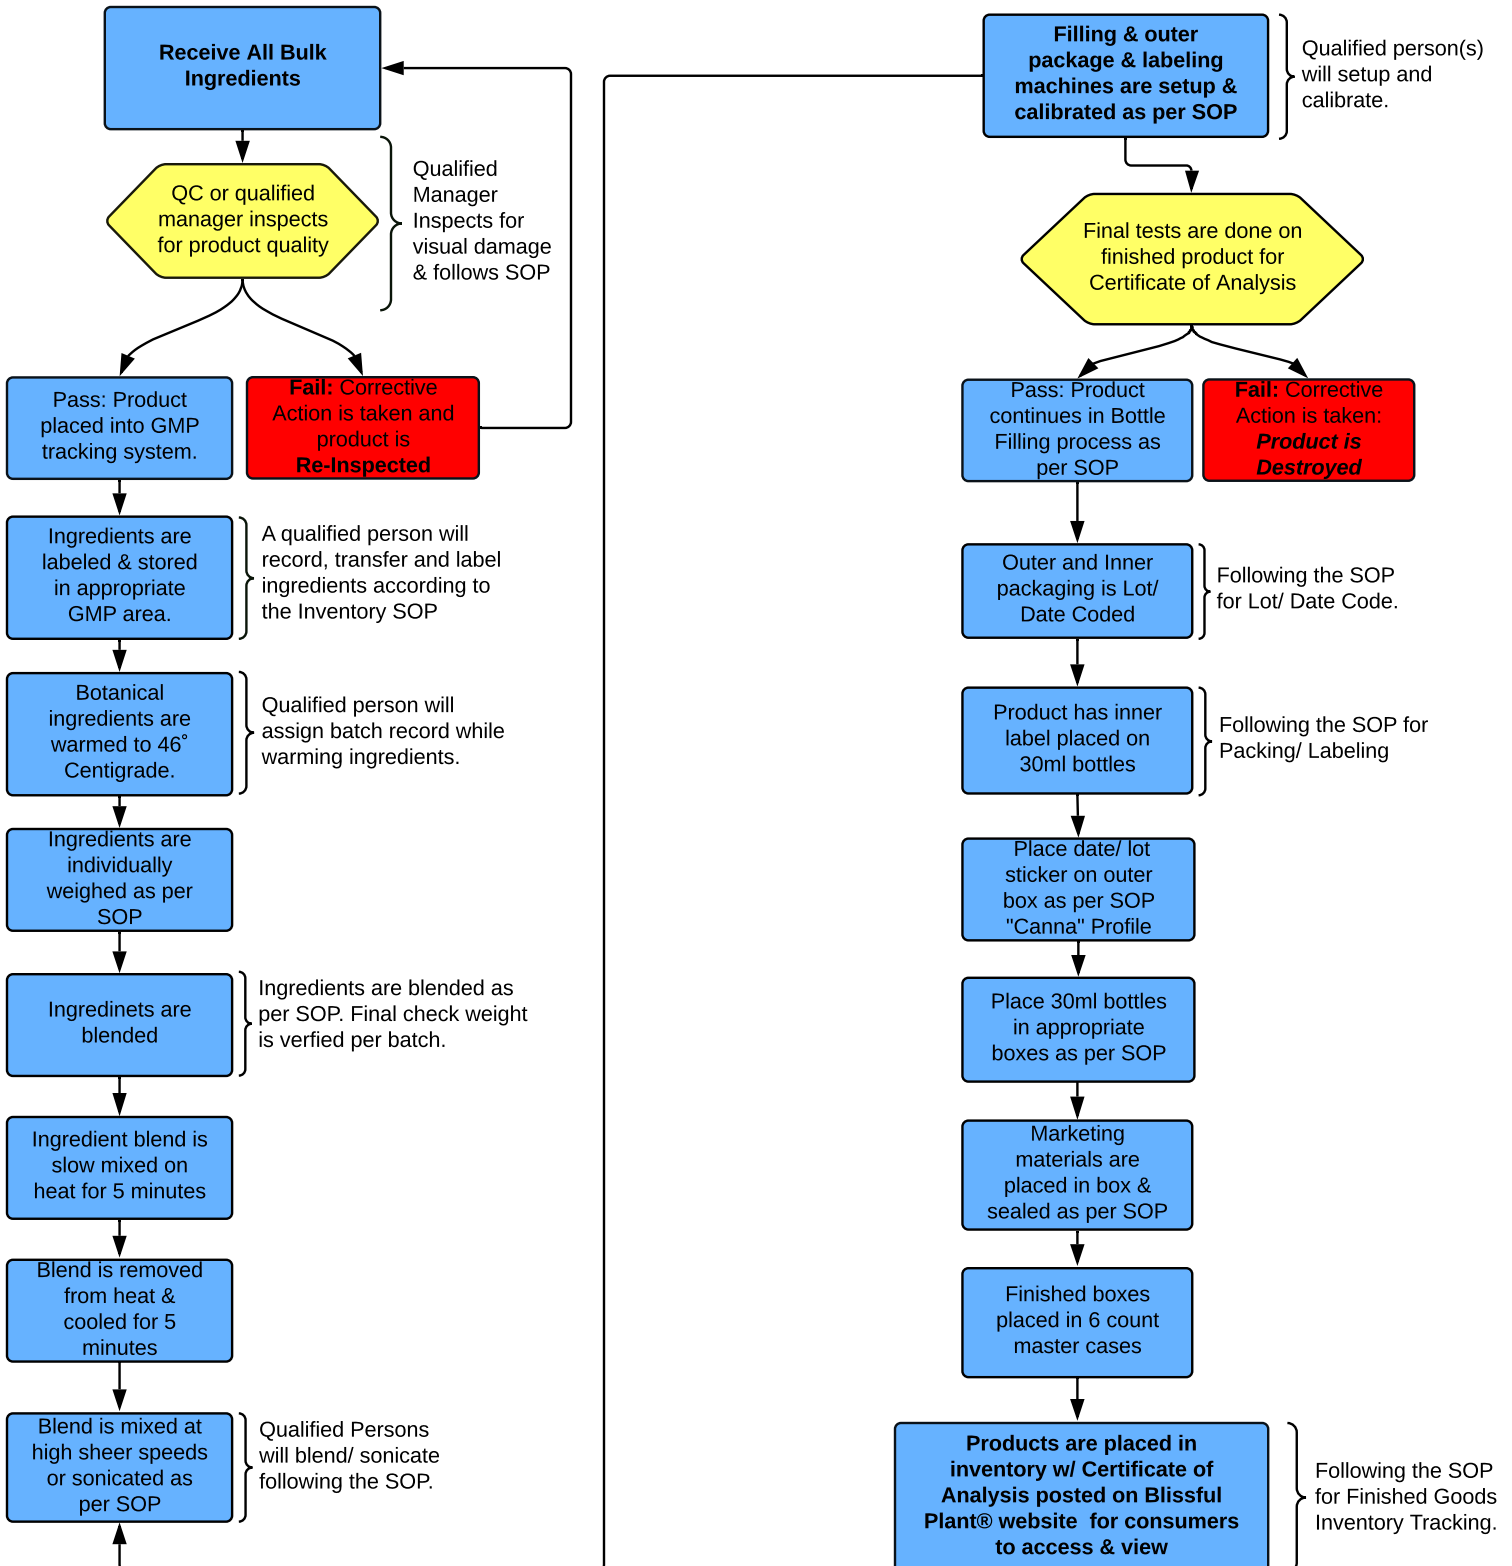 Receive All Bulk
Ingredients
QC or qualified
manager inspects
for product quality
Qualified
Manager
Inspects for
visual damage
& follows SOP
Pass: Product
placed into GMP
tracking system.
Fail: Corrective
Action is taken and
product is
Re-Inspected
Ingredients are
labeled & stored
in appropriate
GMP area.
A qualified person will
record, transfer and label
ingredients according to
the Inventory SOP
Botanical
ingredients are
warmed to 46˚
Centigrade.
Qualified person will
assign batch record while
warming ingredients.
Ingredients are
individually
weighed as per
SOP
Ingredinets are
blended
Ingredients are blended as
per SOP. Final check weight
is verfied per batch.
Ingredient blend is
slow mixed on
heat for 5 minutes
Blend is removed
from heat &
cooled for 5
minutes
Blend is mixed at
high sheer speeds
or sonicated as
per SOP
Qualified Persons
will blend/ sonicate
following the SOP.
Filling & outer
package & labeling
machines are setup &
calibrated as per SOP
Qualified person(s)
will setup and
calibrate.
Final tests are done on
finished product for
Certificate of Analysis
Pass: Product
continues in Bottle
Filling process as
per SOP
Fail: Corrective
Action is taken:
Product is
Destroyed
Outer and Inner
packaging is Lot/
Date Coded
Following the SOP
for Lot/ Date Code.
Product has inner
label placed on
30ml bottles
Following the SOP for
Packing/ Labeling
Place date/ lot
sticker on outer
box as per SOP
"Canna" Profile
Place 30ml bottles
in appropriate
boxes as per SOP
Marketing
materials are
placed in box &
sealed as per SOP
Finished boxes
placed in 6 count
master cases
Products are placed in
inventory w/ Certificate of
Analysis posted on Blissful
Plant® website  for consumers
to access & view
Following the SOP
for Finished Goods
Inventory Tracking.